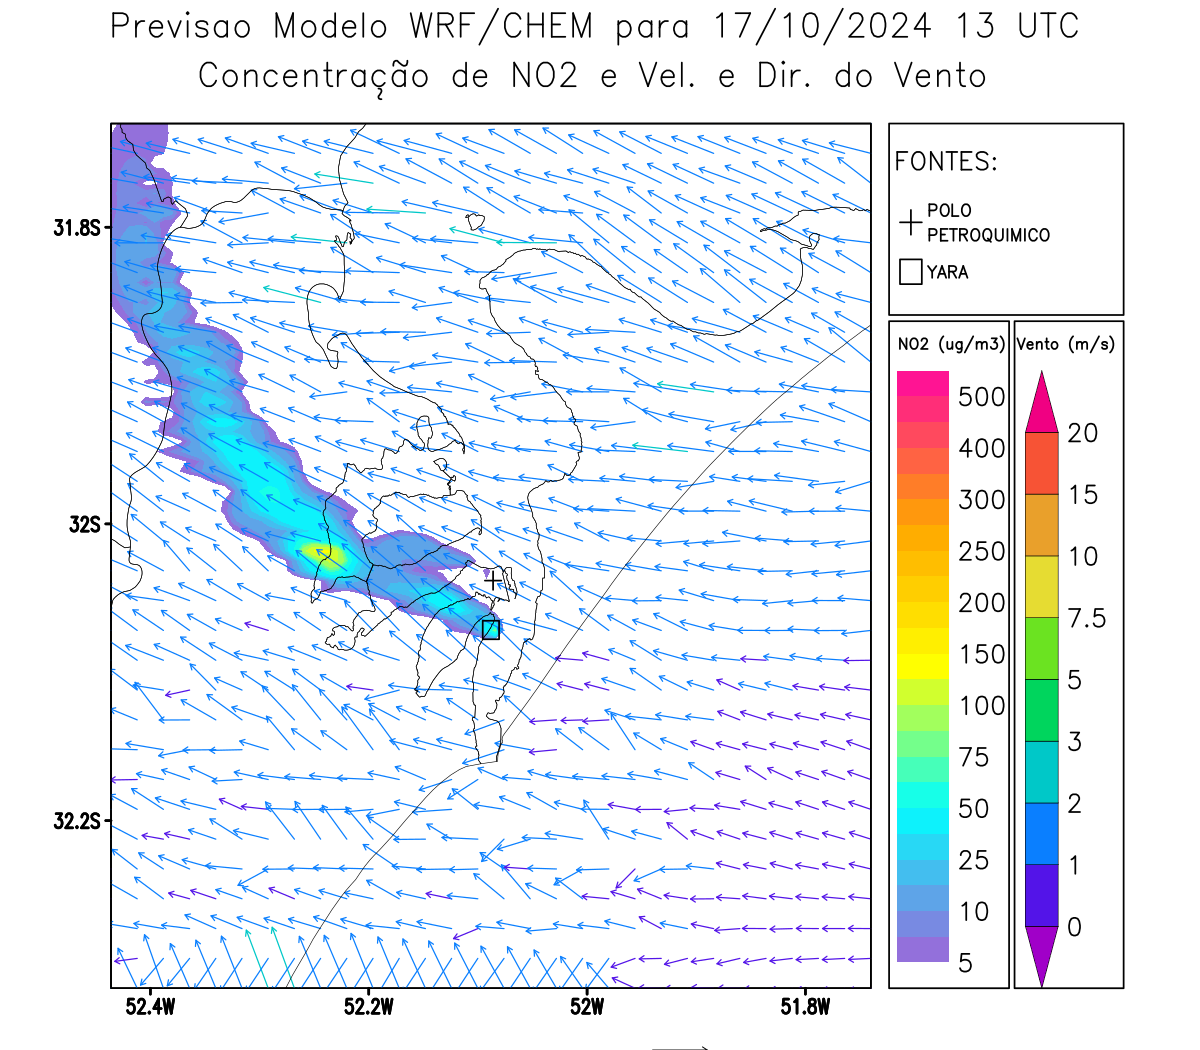 Previsao Modelo WRF/CHEM para 17/10/2024 13 UTC
Concentração de NO2 e Vel. e Dir. do Vento
FONTES:
POLO
PETROQUIMICO
YARA
NO2 (ug/m3)
Vento (m/s)
500
400
300
250
200
150
100
75
50
25
10
5
20
15
10
7.5
5
3
2
1
0
31.8S
32S
32.2S
52.4W
52.2W
52W
51.8W